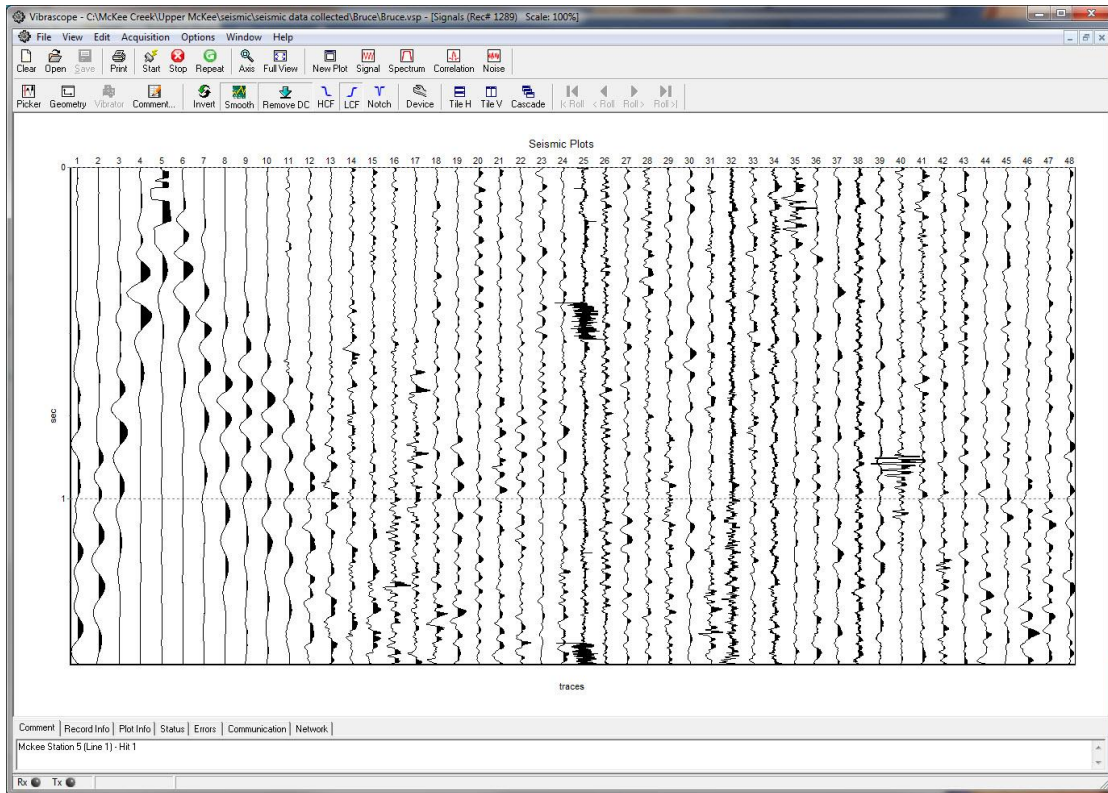 Vibrascope - C:\McKee Creek\Upper McKee\seismic\seismic data collected\Bruce\Bruce.vsp - [Signals (Rec# 1289) Scale: 100%]
File View Edit Acquisition Options Window Help
Clear Open Save Print Start Stop Repeat Axis Full View New Plot Signal Spectrum Correlation Noise
Picker Geometry Vibrator Comment... Invert Smooth Remove DC HCF LCF Notch Device Tile H Tile V Cascade |< Roll < Roll Roll > Roll >|
Seismic Plots
1 2 3 4 5 6 7 8 9 10 11 12 13 14 15 16 17 18 19 20 21 22 23 24 25 26 27 28 29 30 31 32 33 34 35 36 37 38 39 40 41 42 43 44 45 46 47 48
0
sec
1
traces
Comment Record Info Plot Info Status Errors Communication Network
Mckee Station 5 (Line 1) - Hit 1
Rx Tx